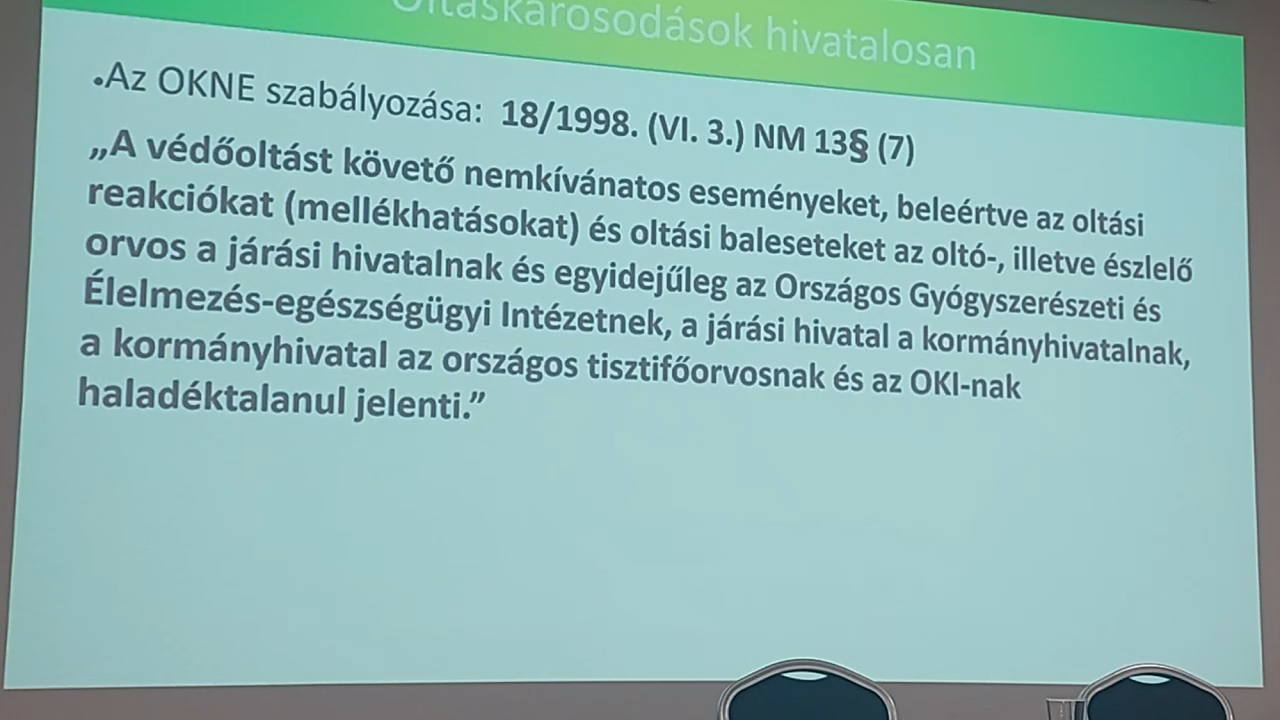 Oltáskárosodások hivatalosan
•Az OKNE szabályozása: 18/1998. (VI. 3.) NM 13§ (7)
„A védőoltást követő nemkívánatos eseményeket, beleértve az oltási
reakciókat (mellékhatásokat) és oltási baleseteket az oltó-, illetve észlelő
orvos a járási hivatalnak és egyidejűleg az Országos Gyógyszerészeti és
Élelmezés-egészségügyi Intézetnek, a járási hivatal a kormányhivatalnak,
a kormányhivatal az országos tisztifőorvosnak és az OKI-nak
haladéktalanul jelenti.”